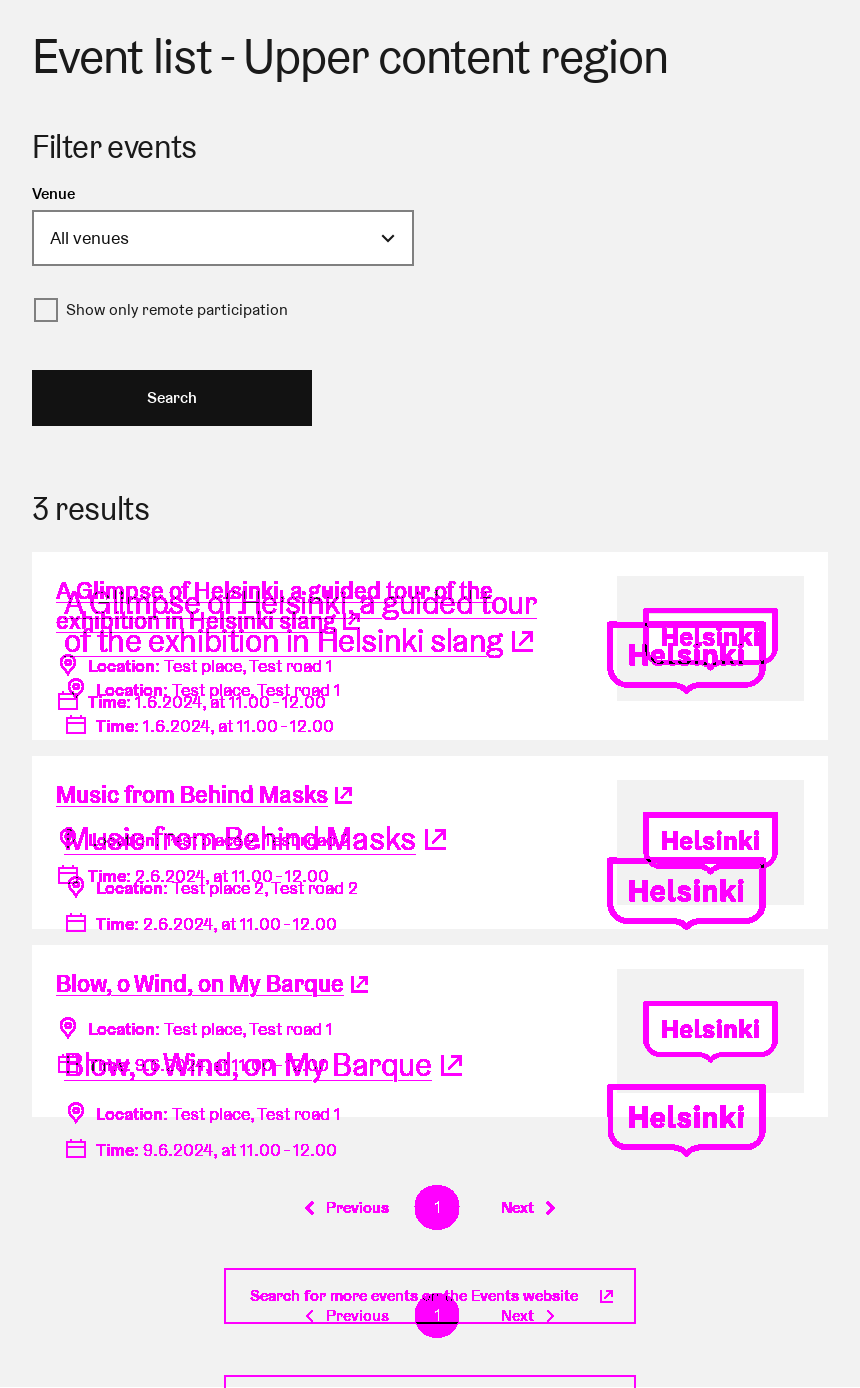 Event list - Upper content region
Filter events
Venue
All venues
Show only remote participation
Search
3 results
A Glimpse of Helsinki, a guided tour of the
exhibition in Helsinki slang
A Glimpse of Helsinki, a guided tour
of the exhibition in Helsinki slang
Helsinki
Helsinki
Location: Test place, Test road 1
Location: Test place, Test road 1
Time: 1.6.2024, at 11.00 - 12.00
Time: 1.6.2024, at 11.00 - 12.00
Music from Behind Masks
Helsinki
Music from Behind Masks
Location: Test place 2, Test road 2
Time: 2.6.2024, at 11.00 - 12.00
Location: Test place 2, Test road 2
Helsinki
Time: 2.6.2024, at 11.00 - 12.00
Blow, o Wind, on My Barque
Location: Test place, Test road 1
Helsinki
Time: 9.6.2024, at 11.00 - 12.00
Blow, o Wind, on My Barque
Location: Test place, Test road 1
Helsinki
Time: 9.6.2024, at 11.00 - 12.00
Previous 1 Next
Search for more events on the Events website
Previous 1 Next